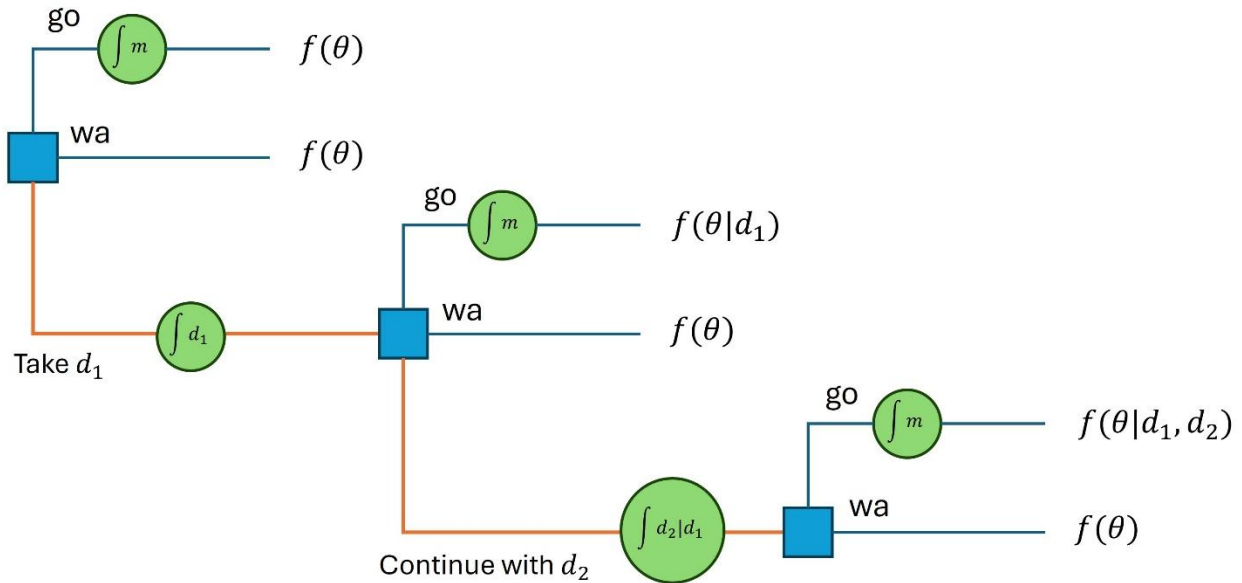 go
∫ m
f(θ)
wa
f(θ)
go
∫ m
f(θ|d₁)
wa
f(θ)
∫ d₁
Take d₁
go
∫ m
f(θ|d₁, d₂)
wa
f(θ)
∫ d₂|d₁
Continue with d₂